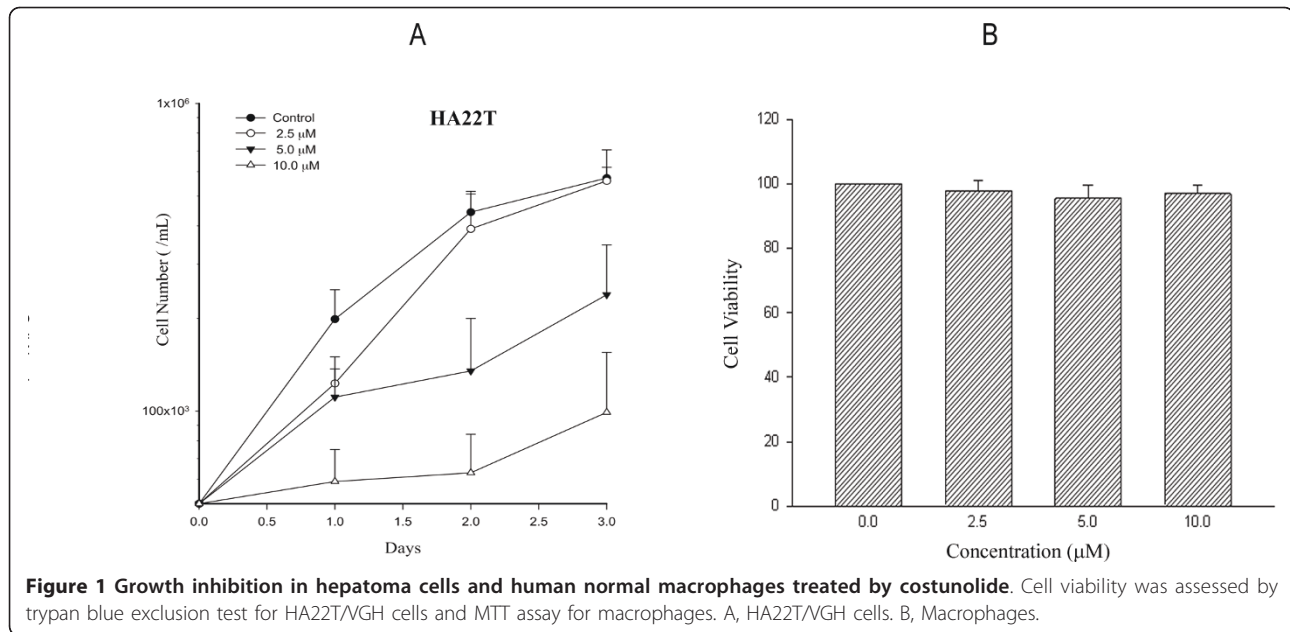 A
1x10⁶
Control
2.5 µM
5.0 µM
10.0 µM
HA22T
Cell Number ( /mL)
100x10³
0.0 0.5 1.0 1.5 2.0 2.5 3.0
Days
B
120
100
80
60
40
20
0
Cell Viability
0.0 2.5 5.0 10.0
Concentration (µM)
Figure 1 Growth inhibition in hepatoma cells and human normal macrophages treated by costunolide. Cell viability was assessed by
trypan blue exclusion test for HA22T/VGH cells and MTT assay for macrophages. A, HA22T/VGH cells. B, Macrophages.